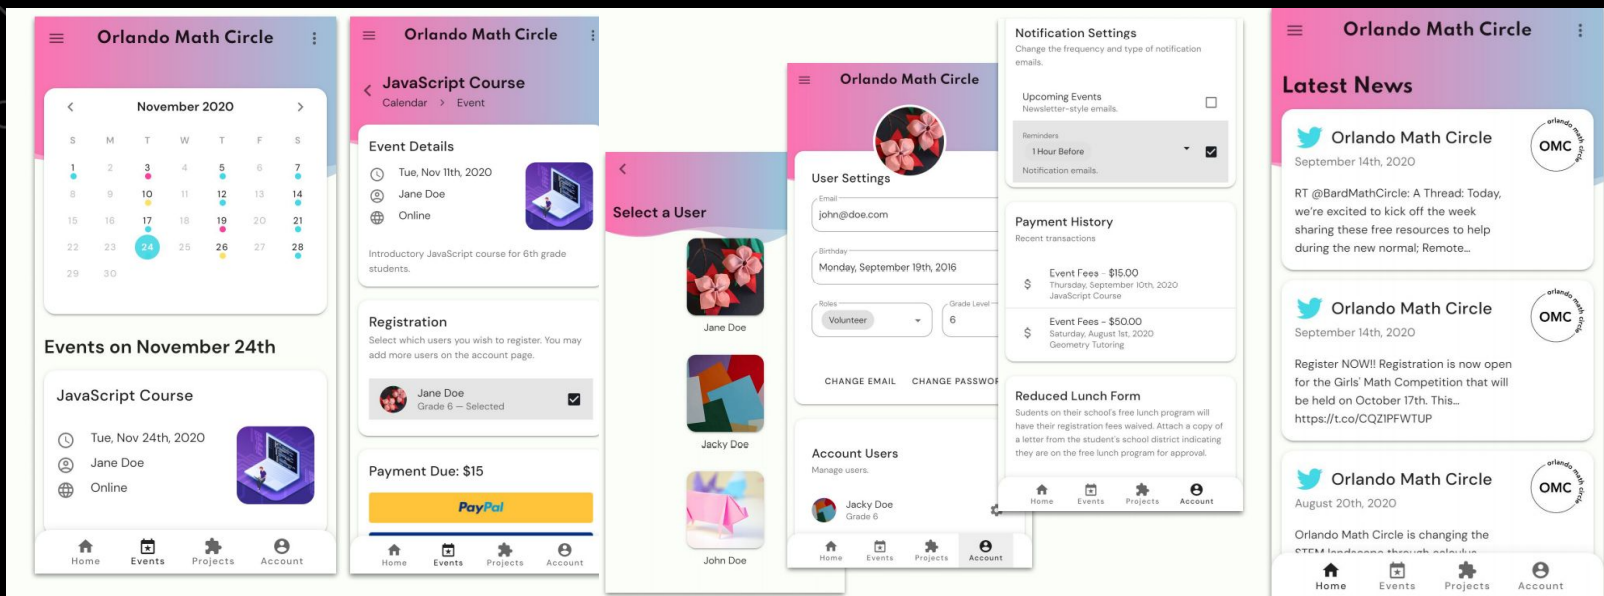 Orlando Math Circle
November 2020
S M T W T F S
1 2 3 4 5 6 7
8 9 10 11 12 13 14
15 16 17 18 19 20 21
22 23 24 25 26 27 28
29 30
Events on November 24th
JavaScript Course
Tue, Nov 24th, 2020
Jane Doe
Online
Home Events Projects Account
Orlando Math Circle
JavaScript Course
Calendar > Event
Event Details
Tue, Nov 11th, 2020
Jane Doe
Online
Introductory JavaScript course for 6th grade
students.
Registration
Select which users you wish to register. You may
add more users on the account page.
Jane Doe
Grade 6 — Selected
Payment Due: $15
PayPal
Home Events Projects Account
Select a User
Jane Doe
Jacky Doe
John Doe
Orlando Math Circle
User Settings
Email
john@doe.com
Birthday
Monday, September 19th, 2016
Roles
Volunteer
Grade Level
6
CHANGE EMAIL CHANGE PASSWOR
Account Users
Manage users.
Jacky Doe
Grade 6
Home Events Projects Account
Notification Settings
Change the frequency and type of notification
emails.
Upcoming Events
Newsletter-style emails.
Reminders
1 Hour Before
Notification emails.
Payment History
Recent transactions
Event Fees - $15.00
Thursday, September 10th, 2020
JavaScript Course
Event Fees - $50.00
Saturday, August 1st, 2020
Geometry Tutoring
Reduced Lunch Form
Sudents on their school's free lunch program will
have their registration fees waived. Attach a copy of
a letter from the student's school district indicating
they are on the free lunch program for approval.
Home Events Projects Account
Orlando Math Circle
Latest News
Orlando Math Circle
September 14th, 2020
orlando math circle
OMC
RT @BardMathCircle: A Thread: Today,
we're excited to kick off the week
sharing these free resources to help
during the new normal; Remote...
Orlando Math Circle
September 14th, 2020
orlando math circle
OMC
Register NOW!! Registration is now open
for the Girls' Math Competition that will
be held on October 17th. This...
https://t.co/CQZ1PFWTUP
Orlando Math Circle
August 20th, 2020
orlando math circle
OMC
Orlando Math Circle is changing the
STEM landscape through calculus
Home Events Projects Account